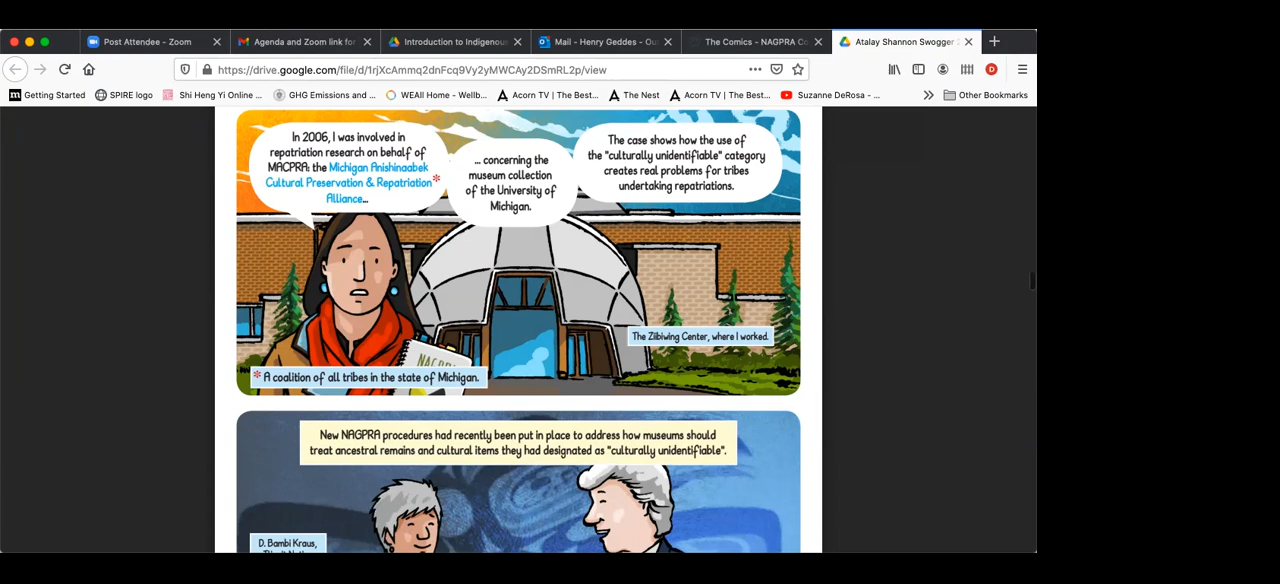 Post Attendee - Zoom
Agenda and Zoom link for
Introduction to Indigenou
Mail - Henry Geddes - Ou
The Comics - NAGPRA Co
Atalay Shannon Swogger
https://drive.google.com/file/d/1rjXcAmmq2dnFcq9Vy2yMWCAy2DSmRL2p/view
Getting Started
SPIRE logo
Shi Heng Yi Online ...
GHG Emissions and ...
WEAll Home - Wellb...
Acorn TV | The Best...
The Nest
Acorn TV | The Best...
Suzanne DeRosa - ...
Other Bookmarks
In 2006, I was involved in
repatriation research on behalf of
MACPRA: the Michigan Anishinaabek
Cultural Preservation & Repatriation*
Alliance...
... concerning the
museum collection
of the University of
Michigan.
The case shows how the use of
the "culturally unidentifiable" category
creates real problems for tribes
undertaking repatriations.
The Ziibiwing Center, where I worked.
NAGPRA
* A coalition of all tribes in the state of Michigan.
New NAGPRA procedures had recently been put in place to address how museums should
treat ancestral remains and cultural items they had designated as "culturally unidentifiable".
D. Bambi Kraus,